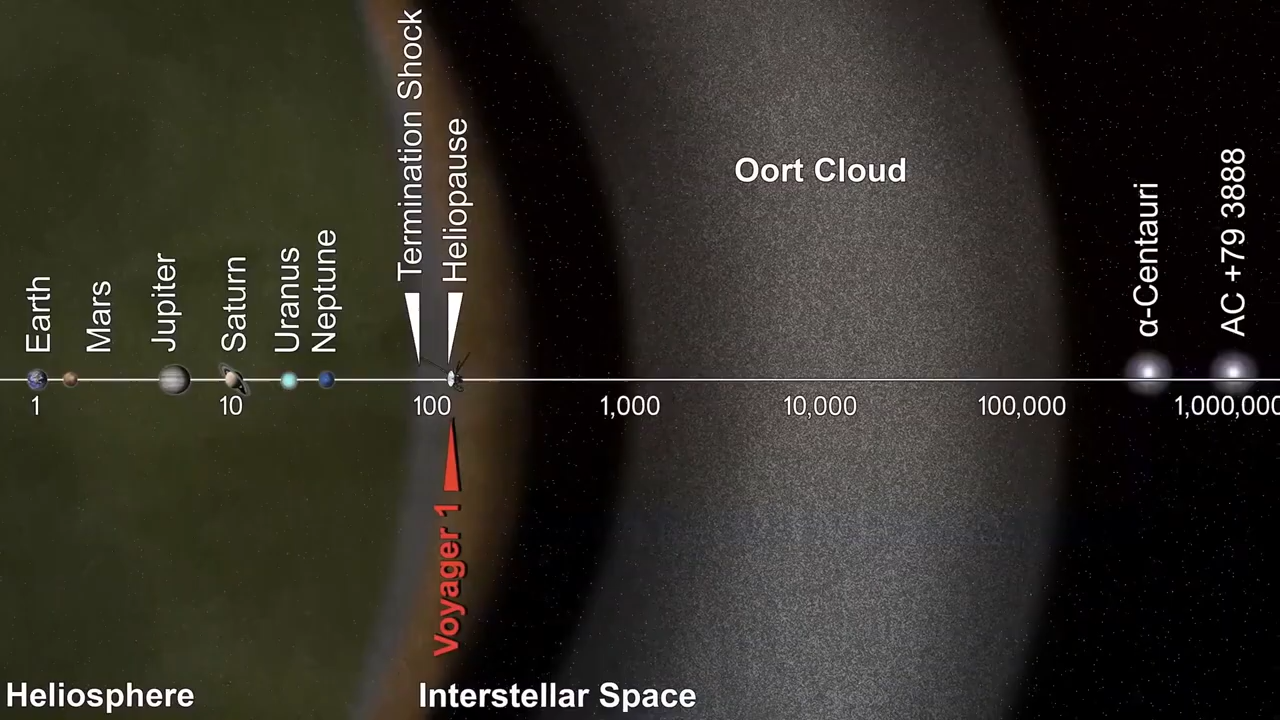 Earth
Mars
Jupiter
Saturn
Uranus
Neptune
Termination Shock
Heliopause
Oort Cloud
α-Centauri
AC +79 3888
1
10
100
1,000
10,000
100,000
1,000,000
Voyager 1
Heliosphere
Interstellar Space